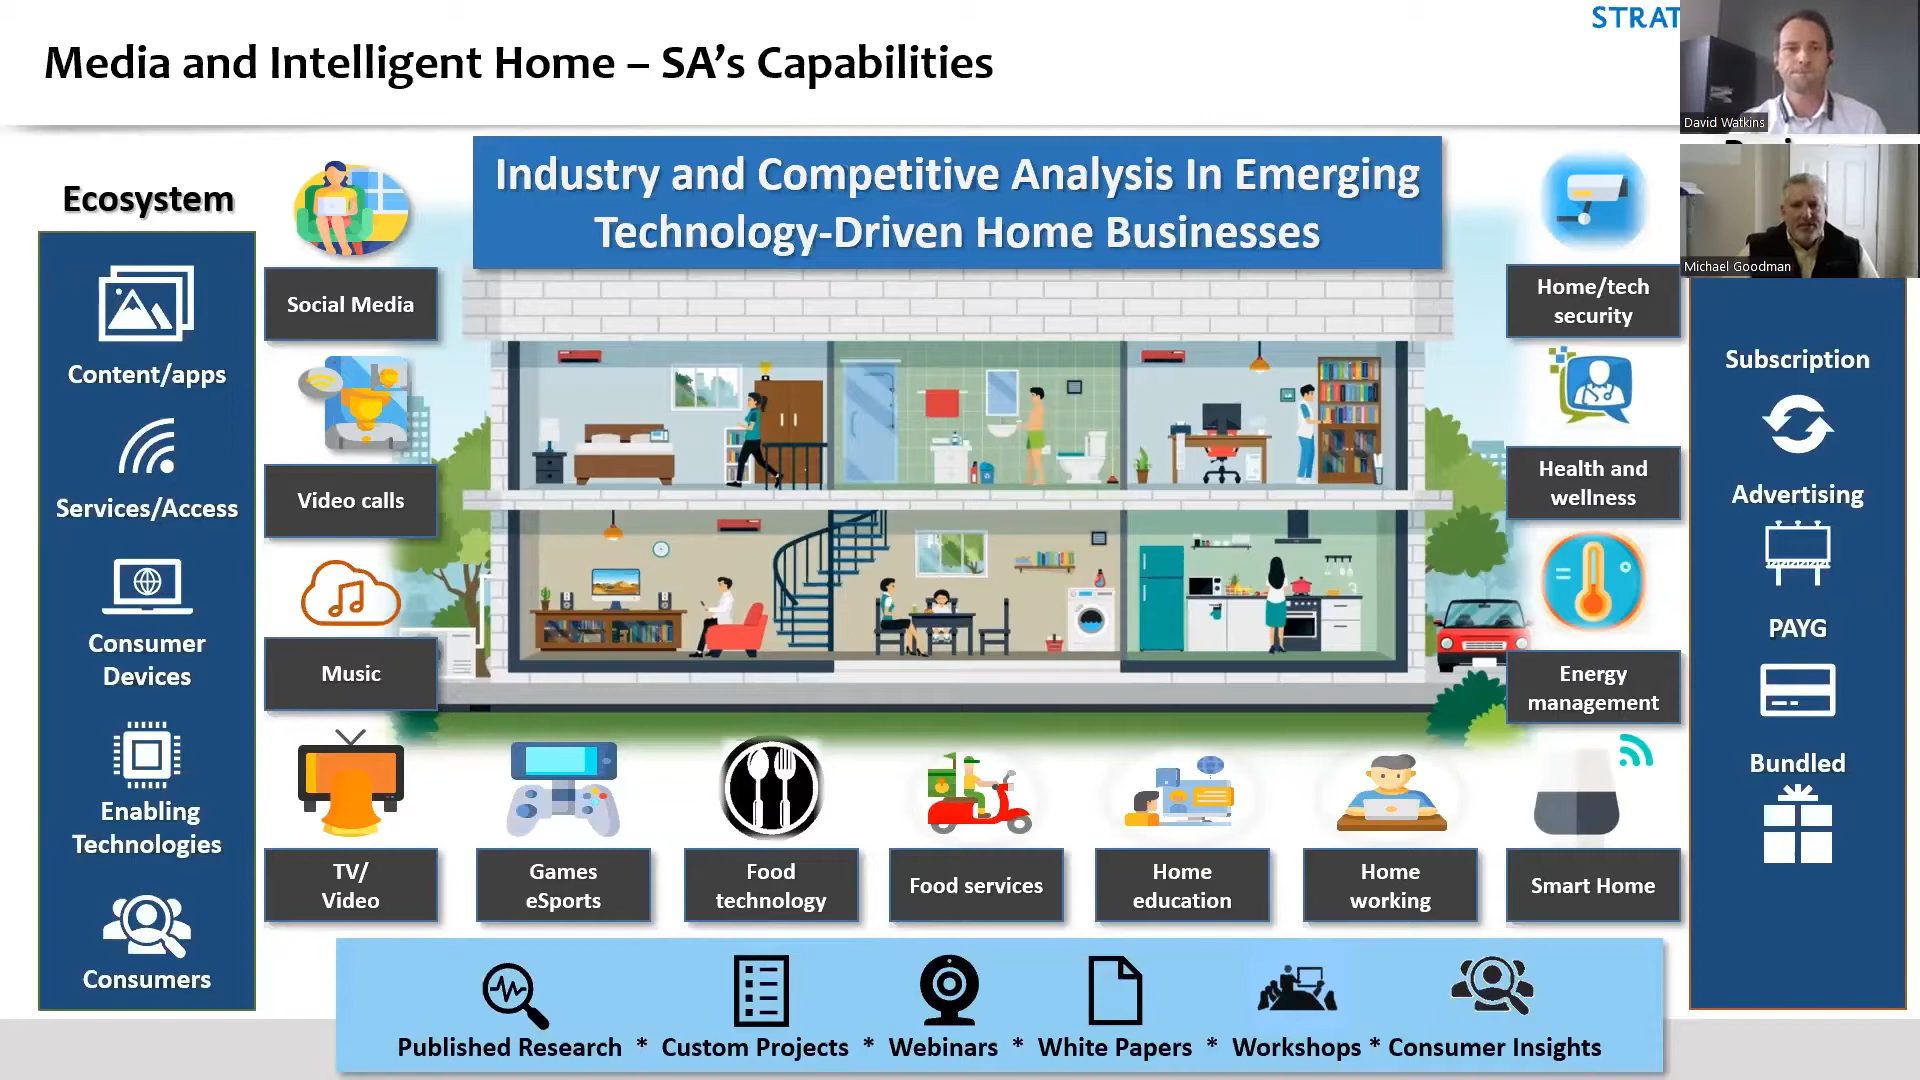 Media and Intelligent Home – SA's Capabilities
STRAT
David Watkins
Michael Goodman
Industry and Competitive Analysis In Emerging
Technology-Driven Home Businesses
Ecosystem
Content/apps
Services/Access
Consumer
Devices
Enabling
Technologies
Consumers
Social Media
Video calls
Music
TV/
Video
Games
eSports
Food
technology
Food services
Home
education
Home
working
Smart Home
Home/tech
security
Health and
wellness
Energy
management
Subscription
Advertising
PAYG
Bundled
Published Research * Custom Projects * Webinars * White Papers * Workshops * Consumer Insights